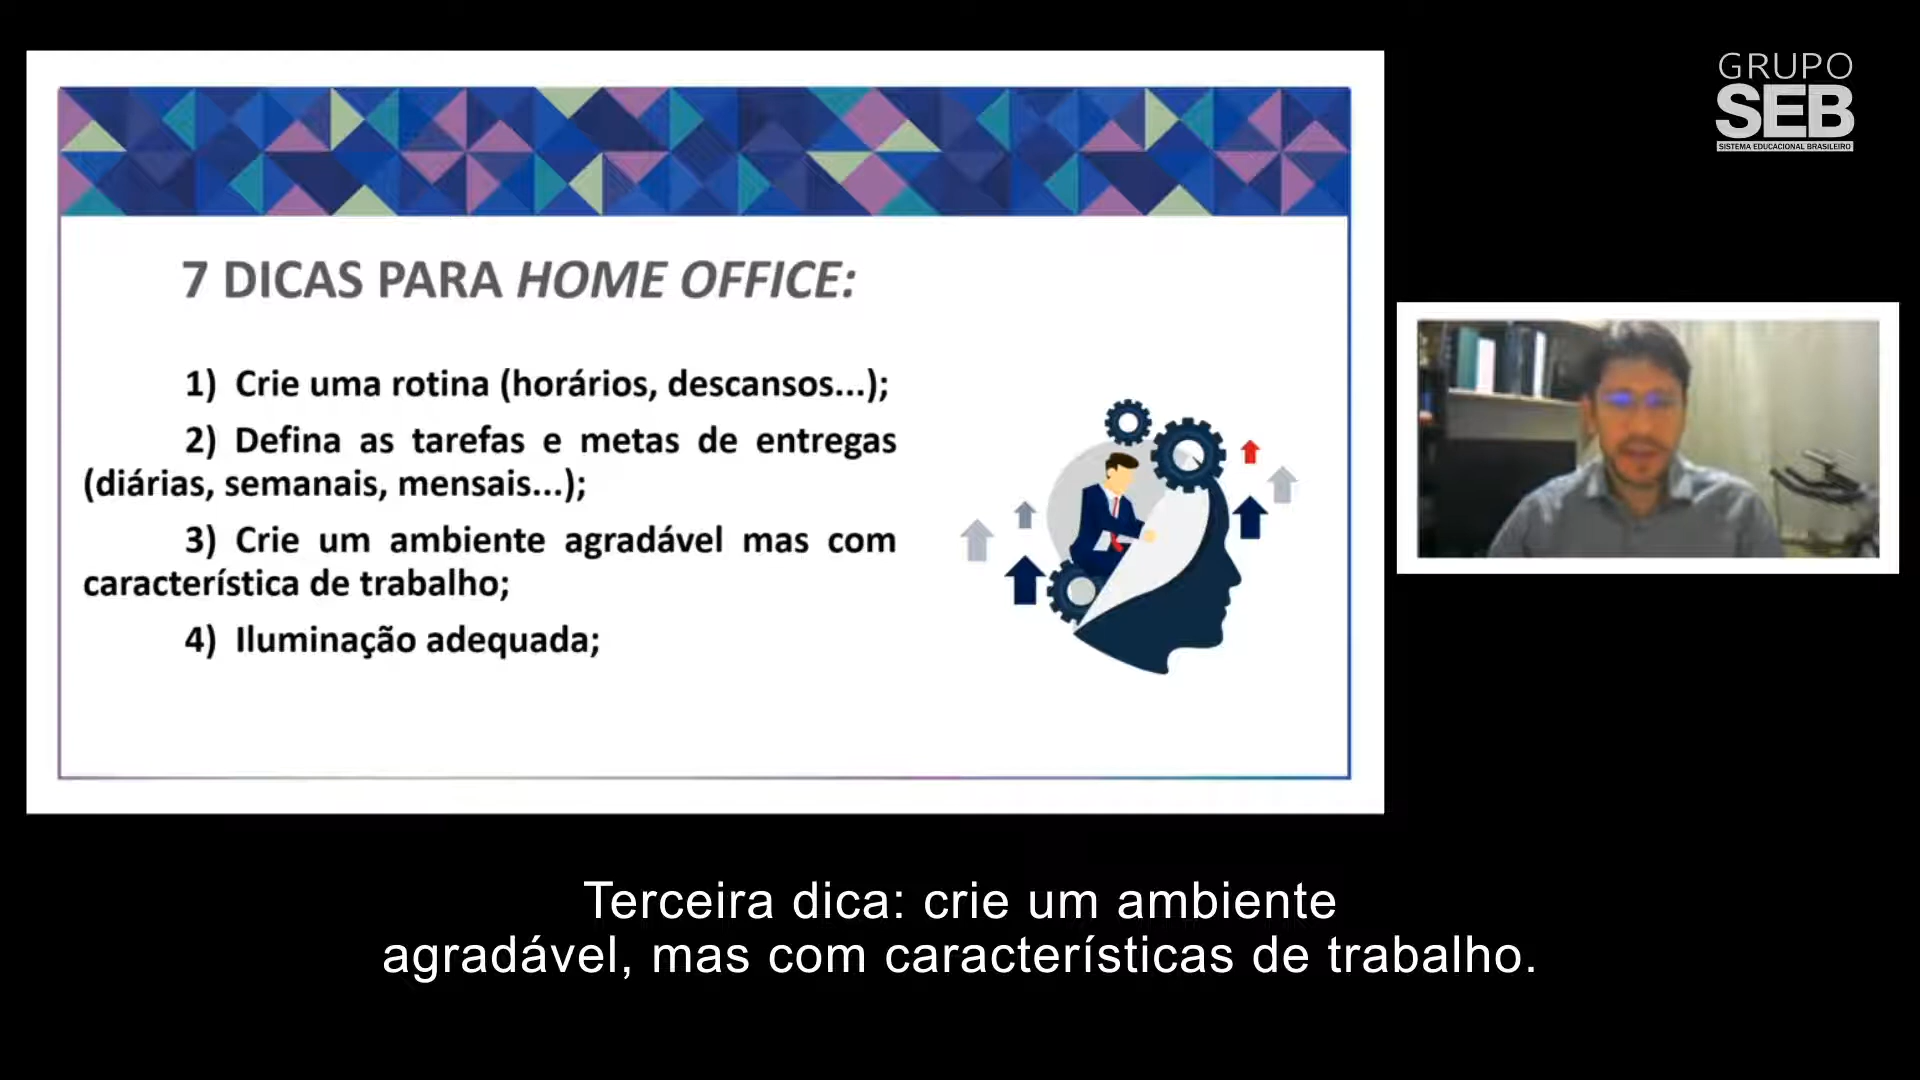 GRUPO
SEB
SISTEMA EDUCACIONAL BRASILEIRO
7 DICAS PARA HOME OFFICE:
1) Crie uma rotina (horários, descansos...);
2) Defina as tarefas e metas de entregas
(diárias, semanais, mensais...);
3) Crie um ambiente agradável mas com
característica de trabalho;
4) Iluminação adequada;
Terceira dica: crie um ambiente
agradável, mas com características de trabalho.